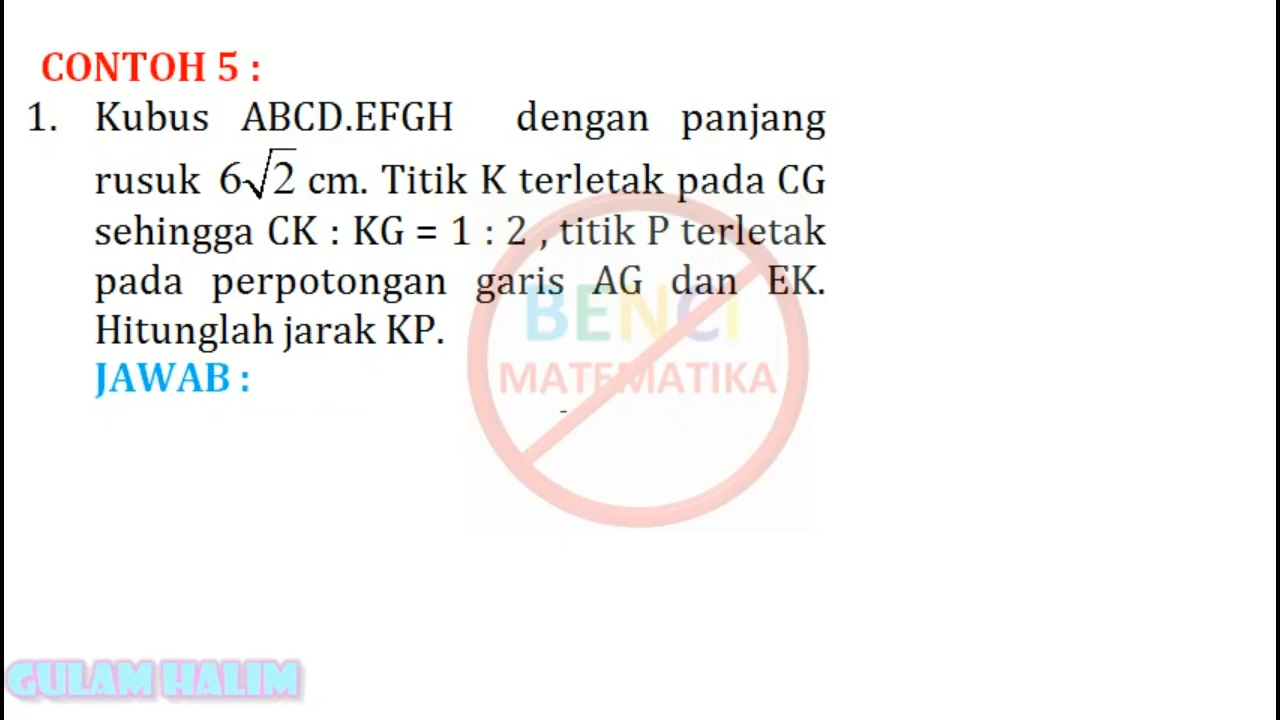 CONTOH 5 :
1. Kubus ABCD.EFGH dengan panjang
rusuk 6√2 cm. Titik K terletak pada CG
sehingga CK : KG = 1 : 2 , titik P terletak
pada perpotongan garis AG dan EK.
BENCI
Hitunglah jarak KP.
MATEMATIKA
JAWAB :
GULAM HALIM